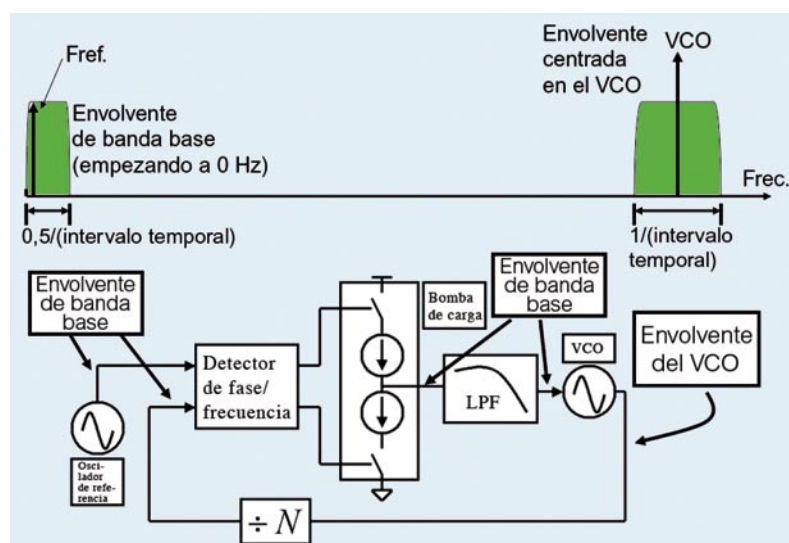 Fref.
Envolvente
de banda base
(empezando a 0 Hz)
Envolvente
centrada
en el VCO
VCO
Frec.
0,5/(intervalo temporal)
1/(intervalo
temporal)
Envolvente
de banda
base
Detector
de fase/
frecuencia
Bomba
de carga
Envolvente
de banda
base
LPF
VCO
Envolvente
del VCO
Osci-
lador
de refe-
rencia
÷ N